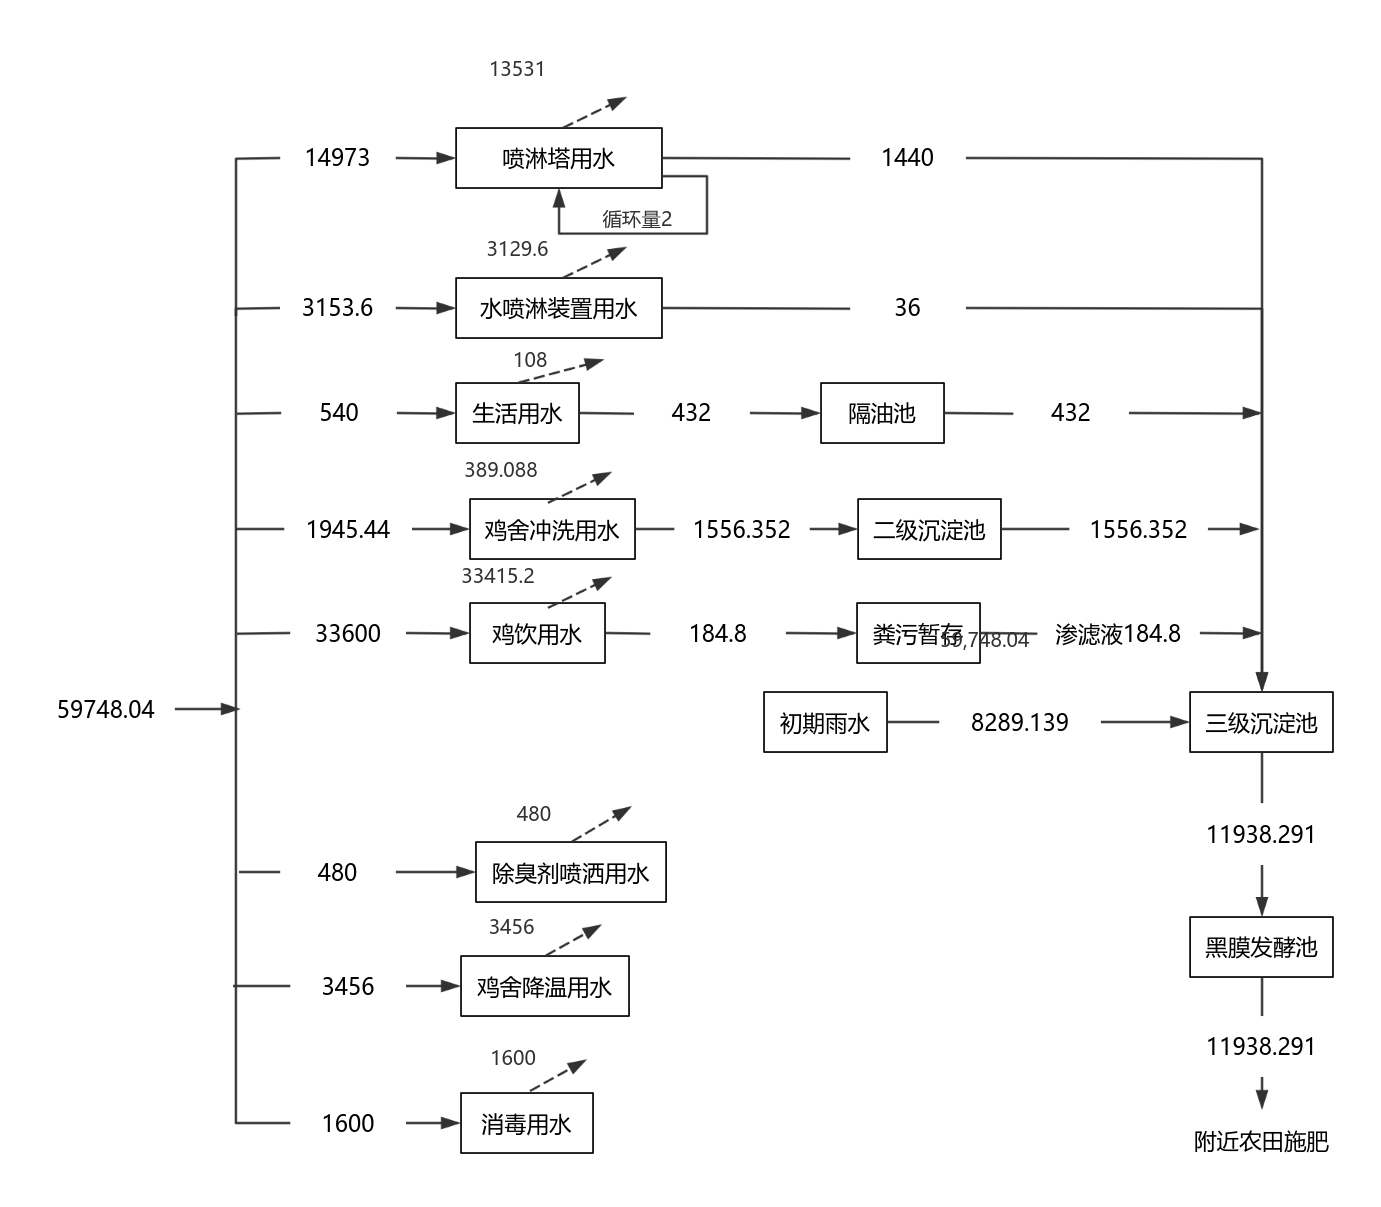 13531
14973
喷淋塔用水
1440
循环量2
3129.6
3153.6
水喷淋装置用水
36
108
540
生活用水
432
隔油池
432
389.088
1945.44
鸡舍冲洗用水
1556.352
二级沉淀池
1556.352
33415.2
33600
鸡饮用水
184.8
粪污暂存
59,748.04
渗滤液184.8
59748.04
初期雨水
8289.139
三级沉淀池
480
11938.291
480
除臭剂喷洒用水
3456
黑膜发酵池
3456
鸡舍降温用水
11938.291
1600
1600
消毒用水
附近农田施肥